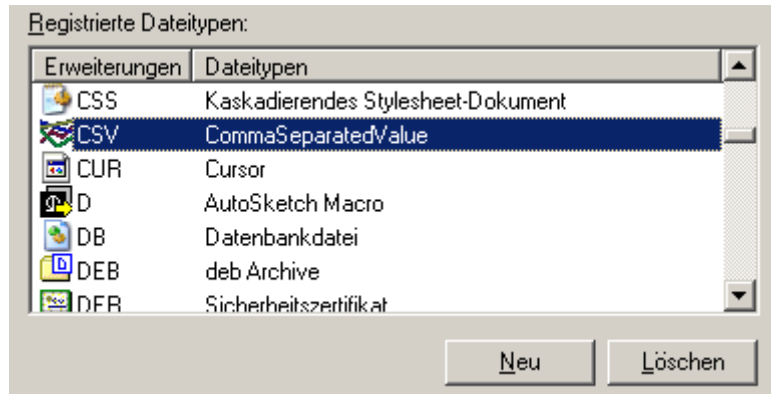 Registrierte Dateitypen:
Erweiterungen Dateitypen
CSS Kaskadierendes Stylesheet-Dokument
CSV CommaSeparatedValue
CUR Cursor
D AutoSketch Macro
DB Datenbankdatei
DEB deb Archive
DER Sicherheitszertifikat
Neu Löschen